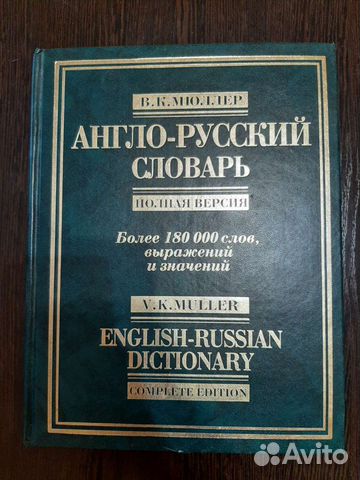 В.К.МЮЛЛЕР
АНГЛО-РУССКИЙ
СЛОВАРЬ
ПОЛНАЯ ВЕРСИЯ
Более 180 000 слов,
выражений
и значений
V.K.MULLER
ENGLISH-RUSSIAN
DICTIONARY
COMPLETE EDITION
Avito